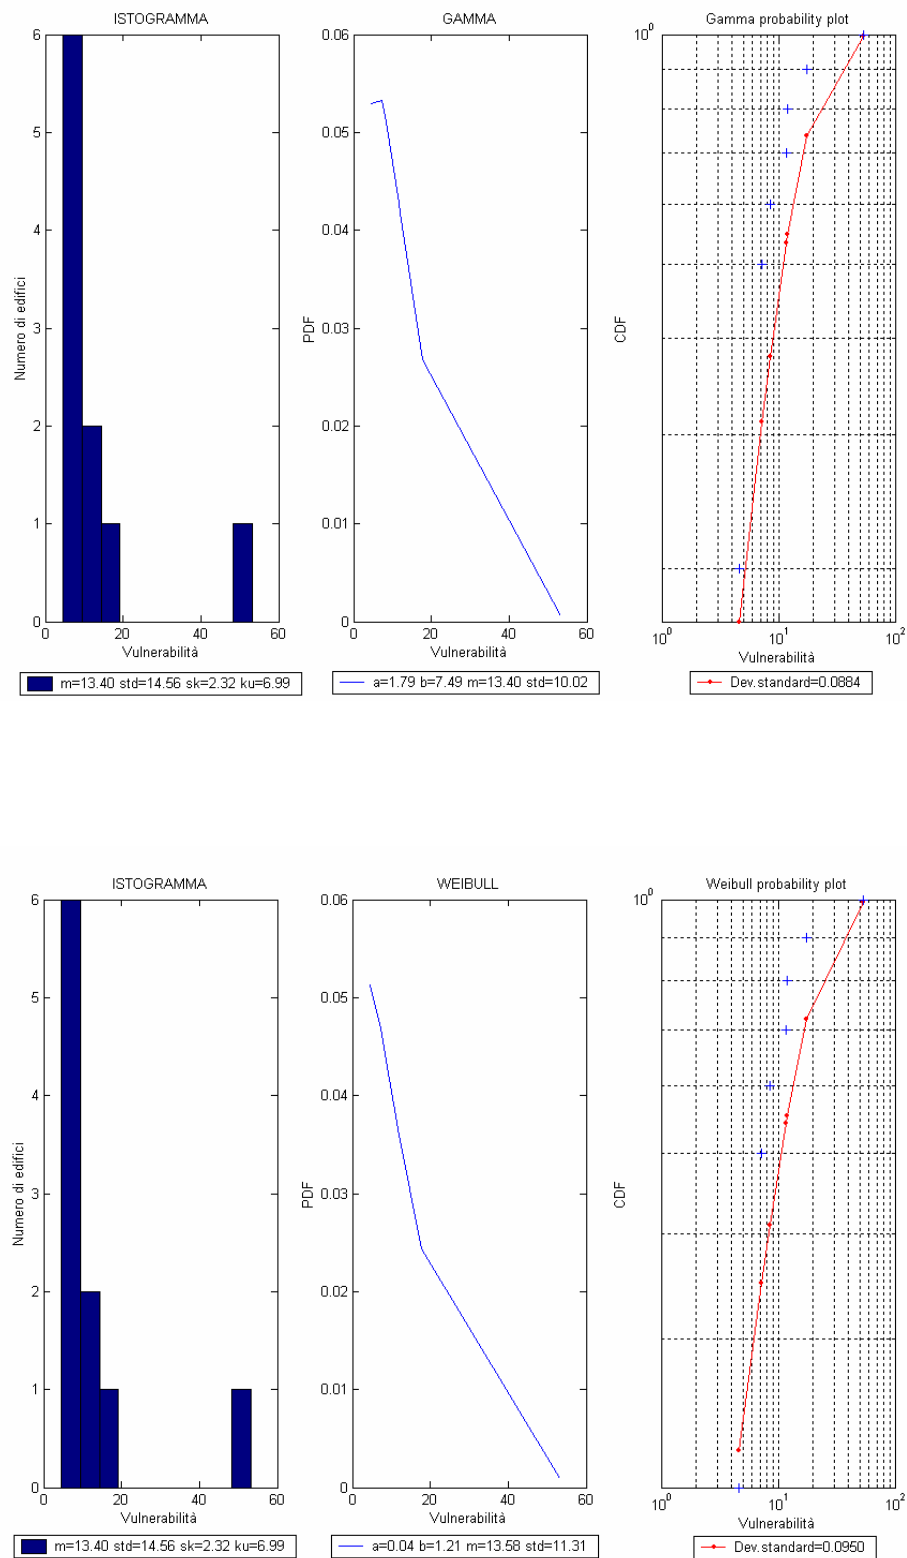 ISTOGRAMMA
GAMMA
Gamma probability plot
6
5
4
3
2
1
0
Numero di edifici
0
20
40
60
Vulnerabilità
m=13.40 std=14.56 sk=2.32 ku=6.99
0.06
0.05
0.04
0.03
0.02
0.01
0
PDF
0
20
40
60
Vulnerabilità
a=1.79 b=7.49 m=13.40 std=10.02
10^0
CDF
10^0
10^1
10^2
Vulnerabilità
Dev.standard=0.0884
ISTOGRAMMA
WEIBULL
Weibull probability plot
6
5
4
3
2
1
0
Numero di edifici
0
20
40
60
Vulnerabilità
m=13.40 std=14.56 sk=2.32 ku=6.99
0.06
0.05
0.04
0.03
0.02
0.01
0
PDF
0
20
40
60
Vulnerabilità
a=0.04 b=1.21 m=13.58 std=11.31
10^0
CDF
10^0
10^1
10^2
Vulnerabilità
Dev.standard=0.0950